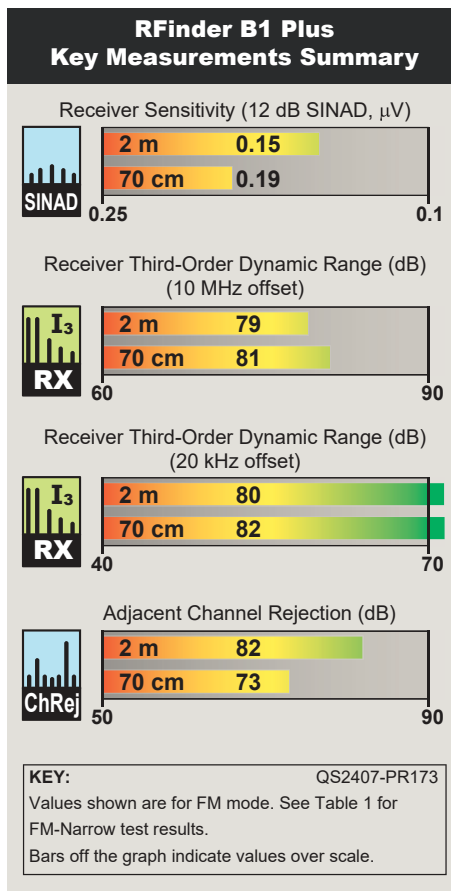 RFinder B1 Plus
Key Measurements Summary
Receiver Sensitivity (12 dB SINAD, μV)
SINAD
2 m 0.15
70 cm 0.19
0.25 0.1
Receiver Third-Order Dynamic Range (dB)
(10 MHz offset)
I3
RX
2 m 79
70 cm 81
60 90
Receiver Third-Order Dynamic Range (dB)
(20 kHz offset)
I3
RX
2 m 80
70 cm 82
40 70
Adjacent Channel Rejection (dB)
ChRej
2 m 82
70 cm 73
50 90
KEY: QS2407-PR173
Values shown are for FM mode. See Table 1 for
FM-Narrow test results.
Bars off the graph indicate values over scale.